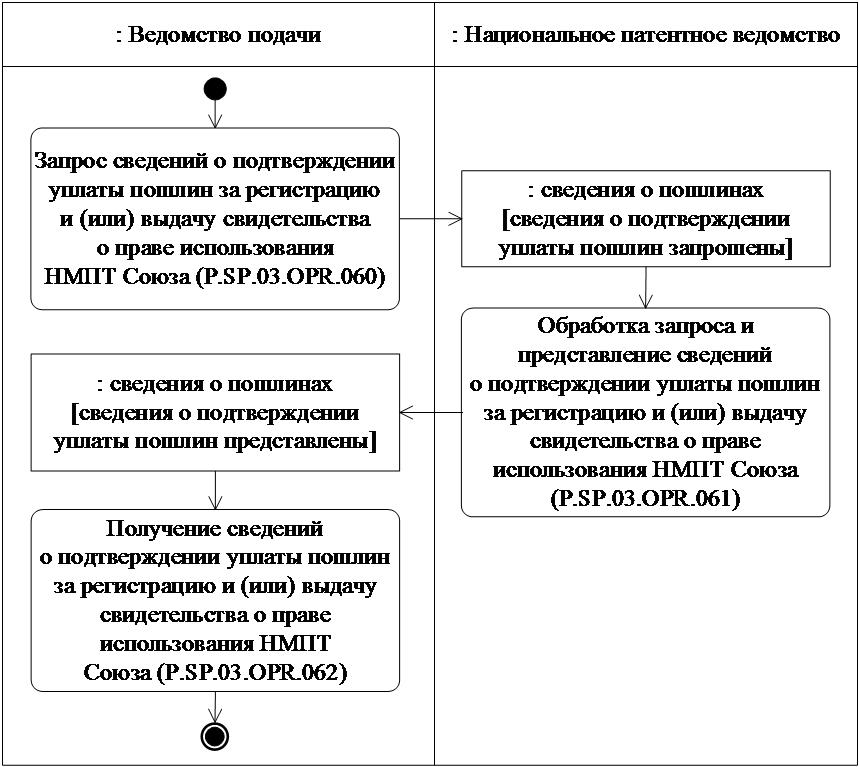 : Ведомство подачи
: Национальное патентное ведомство
Запрос сведений о подтверждении
уплаты пошлин за регистрацию
и (или) выдачу свидетельства
о праве использования
НМПТ Союза (P.SP.03.OPR.060)
: сведения о пошлинах
[сведения о подтверждении
уплаты пошлин запрошены]
Обработка запроса и
представление сведений
о подтверждении уплаты пошлин
за регистрацию и (или) выдачу
свидетельства о праве
использования НМПТ Союза
(P.SP.03.OPR.061)
: сведения о пошлинах
[сведения о подтверждении
уплаты пошлин представлены]
Получение сведений
о подтверждении уплаты пошлин
за регистрацию и (или) выдачу
свидетельства о праве
использования НМПТ
Союза (P.SP.03.OPR.062)